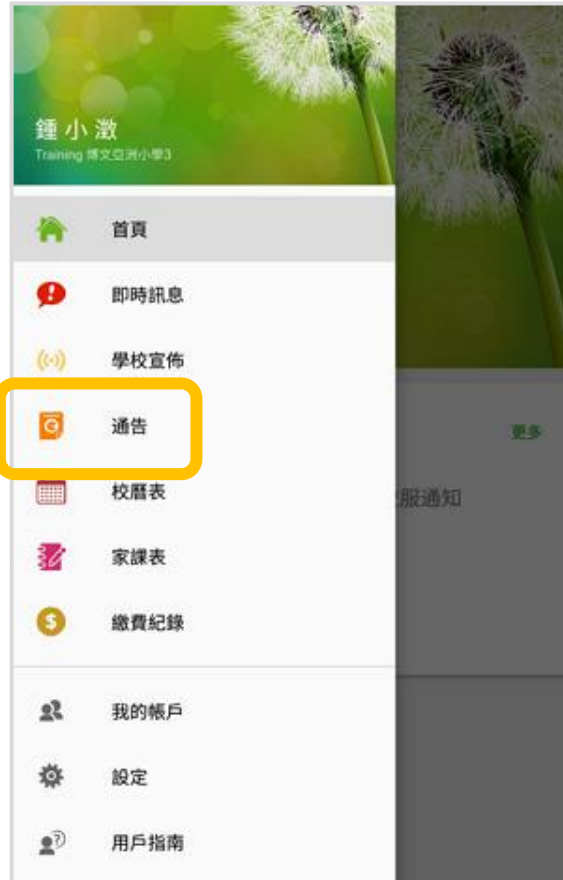 鍾小澂
Training 博文亞洲小學3
首頁
即時訊息
學校宣佈
通告
更多
校曆表
服通知
家課表
繳費紀錄
我的帳戶
設定
用戶指南